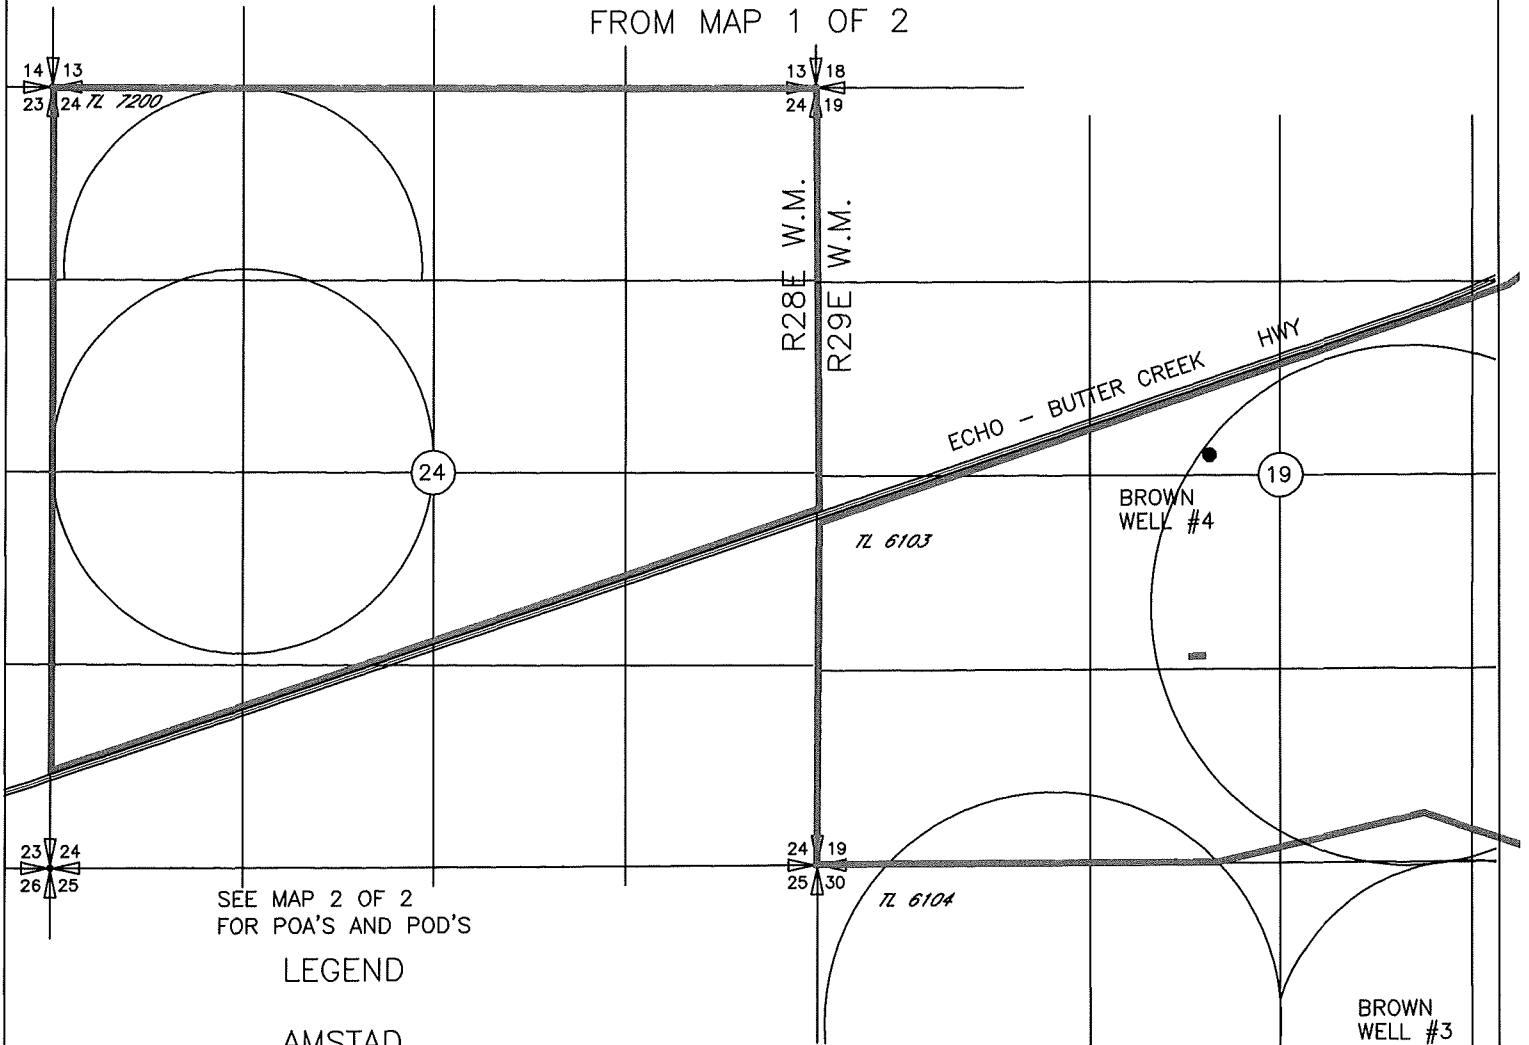 FROM MAP 1 OF 2
14 13
13 18
23 24 TL 7200
24 19
R28E W.M.
R29E W.M.
ECHO - BUTTER CREEK HWY
24
19
BROWN
WELL #4
TL 6103
23 24
24 19
26 25
25 30
SEE MAP 2 OF 2
FOR POA'S AND POD'S
TL 6104
LEGEND
AMSTAD
BROWN
WELL #3